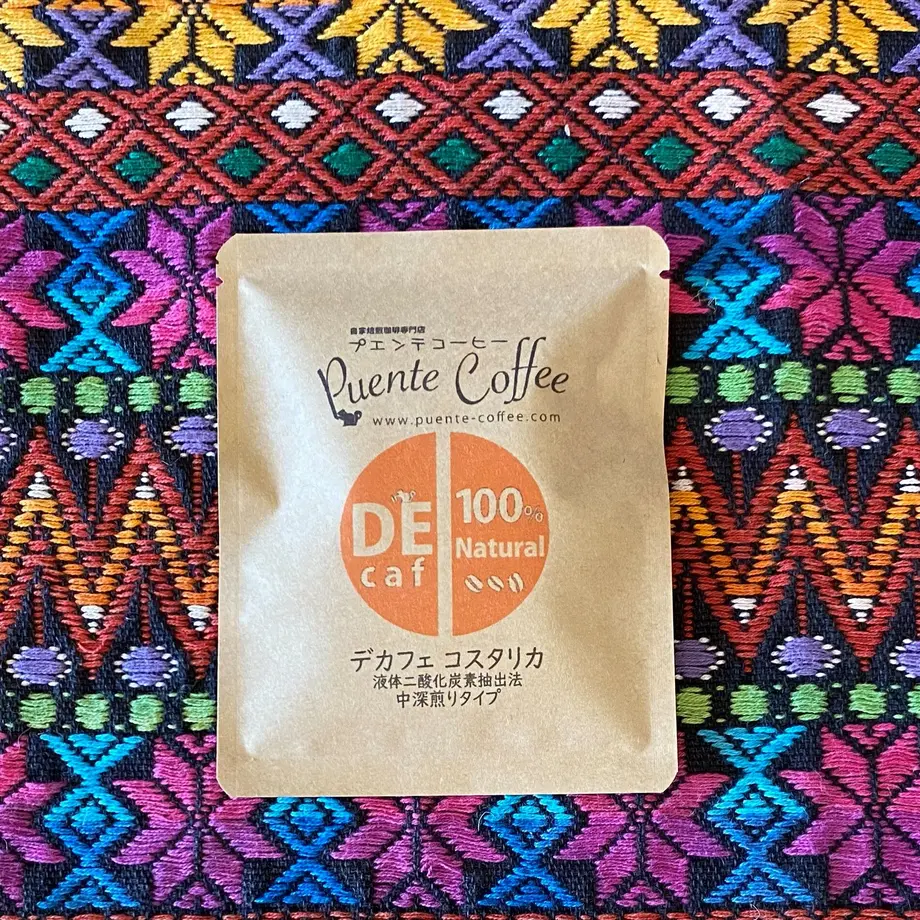 自家焙煎珈琲専門店
プエンテコーヒー
Puente Coffee
www.puente-coffee.com
DE
caf
100%
Natural
デカフェ コスタリカ
液体二酸化炭素抽出法
中深煎りタイプ